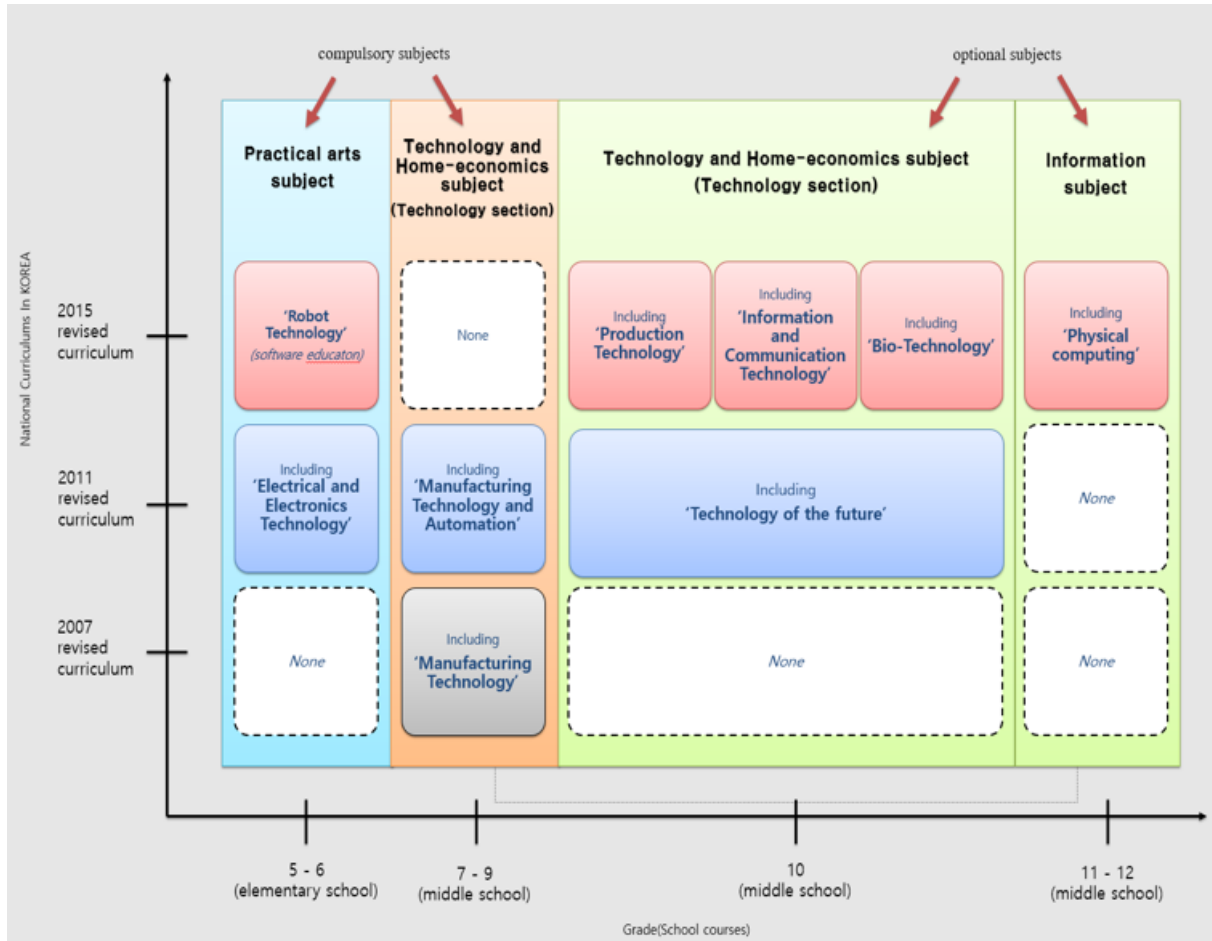 compulsory subjects
optional subjects
Practical arts
subject
Technology and
Home-economics
subject
(Technology section)
Technology and Home-economics subject
(Technology section)
Information
subject
National Curriculums In KOREA
2015
revised
curriculum
'Robot
Technology'
(software educaton)
None
Including
'Production
Technology'
Including
'Information
and
Communication
Technology'
Including
'Bio-Technology'
Including
'Physical
computing'
2011
revised
curriculum
Including
'Electrical and
Electronics
Technology'
Including
'Manufacturing
Technology and
Automation'
Including
'Technology of the future'
None
2007
revised
curriculum
None
Including
'Manufacturing
Technology'
None
None
5 - 6
(elementary school)
7 - 9
(middle school)
10
(middle school)
11 - 12
(middle school)
Grade(School courses)